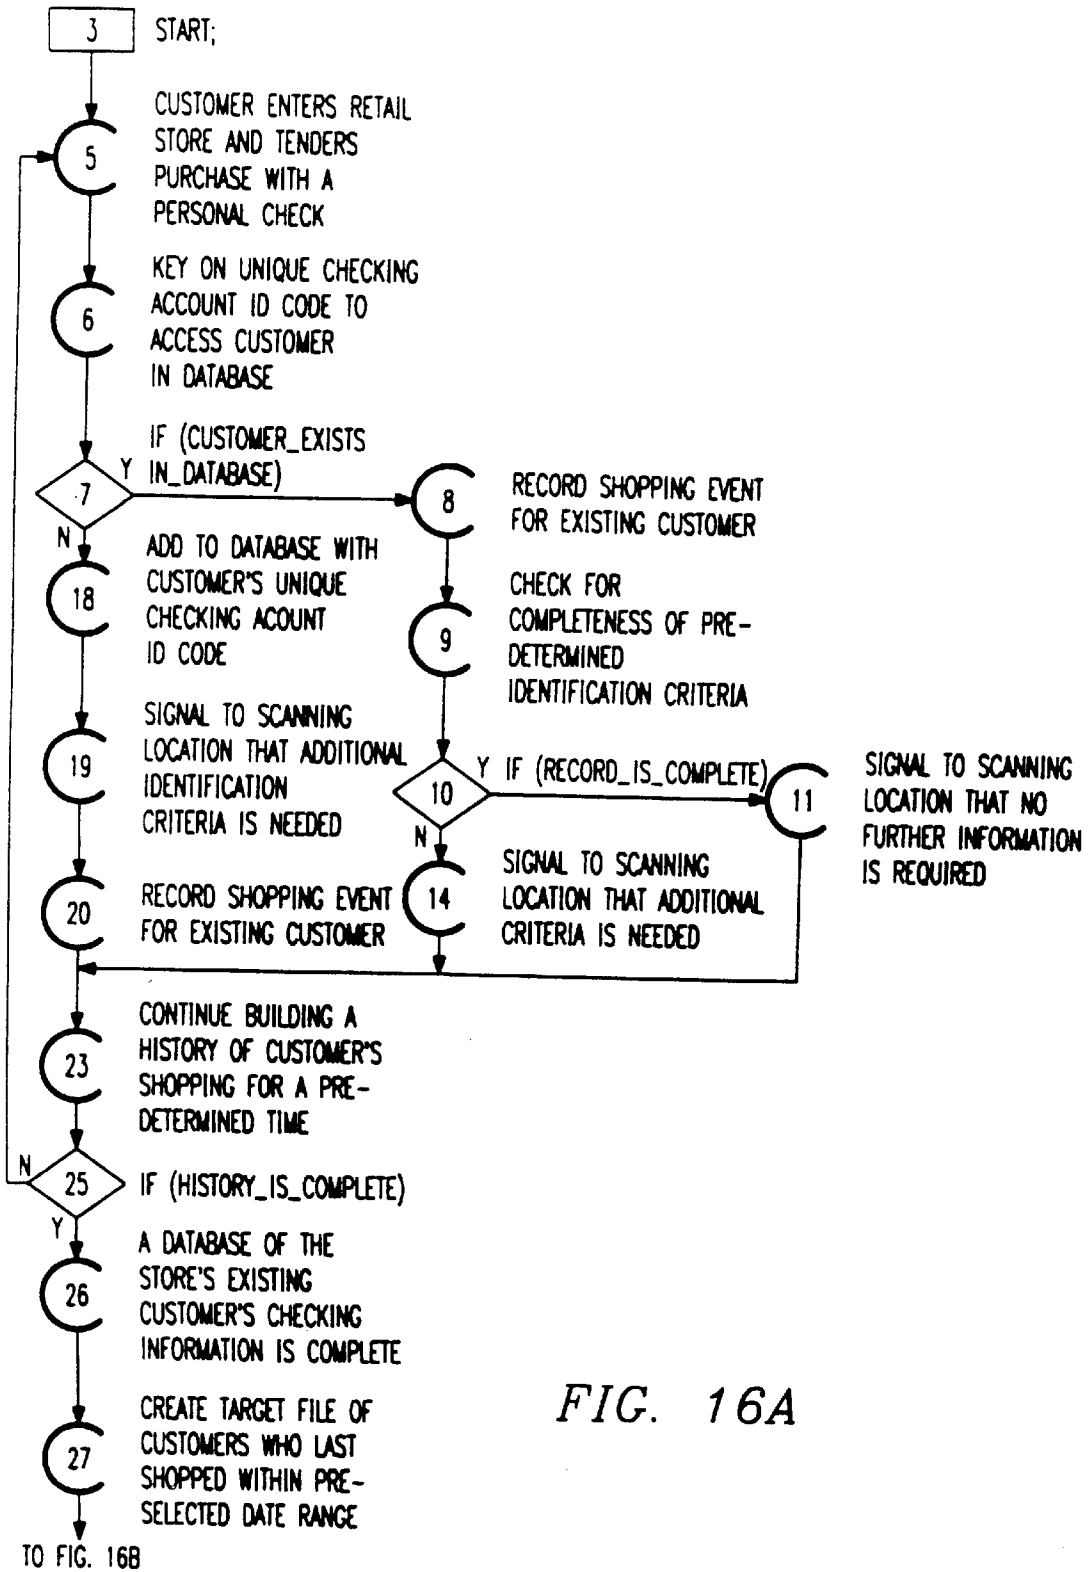 3 START;
CUSTOMER ENTERS RETAIL
STORE AND TENDERS
PURCHASE WITH A
PERSONAL CHECK
5
KEY ON UNIQUE CHECKING
ACCOUNT ID CODE TO
ACCESS CUSTOMER
IN DATABASE
6
IF (CUSTOMER_EXISTS
IN_DATABASE)
Y
7
N
8
RECORD SHOPPING EVENT
FOR EXISTING CUSTOMER
ADD TO DATABASE WITH
CUSTOMER'S UNIQUE
CHECKING ACOUNT
ID CODE
18
CHECK FOR
COMPLETENESS OF PRE-
DETERMINED
IDENTIFICATION CRITERIA
9
SIGNAL TO SCANNING
LOCATION THAT ADDITIONAL
IDENTIFICATION
CRITERIA IS NEEDED
19
10
Y IF (RECORD_IS_COMPLETE)
N
11
SIGNAL TO SCANNING
LOCATION THAT NO
FURTHER INFORMATION
IS REQUIRED
20
RECORD SHOPPING EVENT
FOR EXISTING CUSTOMER
14
SIGNAL TO SCANNING
LOCATION THAT ADDITIONAL
CRITERIA IS NEEDED
CONTINUE BUILDING A
HISTORY OF CUSTOMER'S
SHOPPING FOR A PRE-
DETERMINED TIME
23
N
25
IF (HISTORY_IS_COMPLETE)
Y
A DATABASE OF THE
STORE'S EXISTING
CUSTOMER'S CHECKING
INFORMATION IS COMPLETE
26
CREATE TARGET FILE OF
CUSTOMERS WHO LAST
SHOPPED WITHIN PRE-
SELECTED DATE RANGE
27
TO FIG. 16B
FIG. 16A